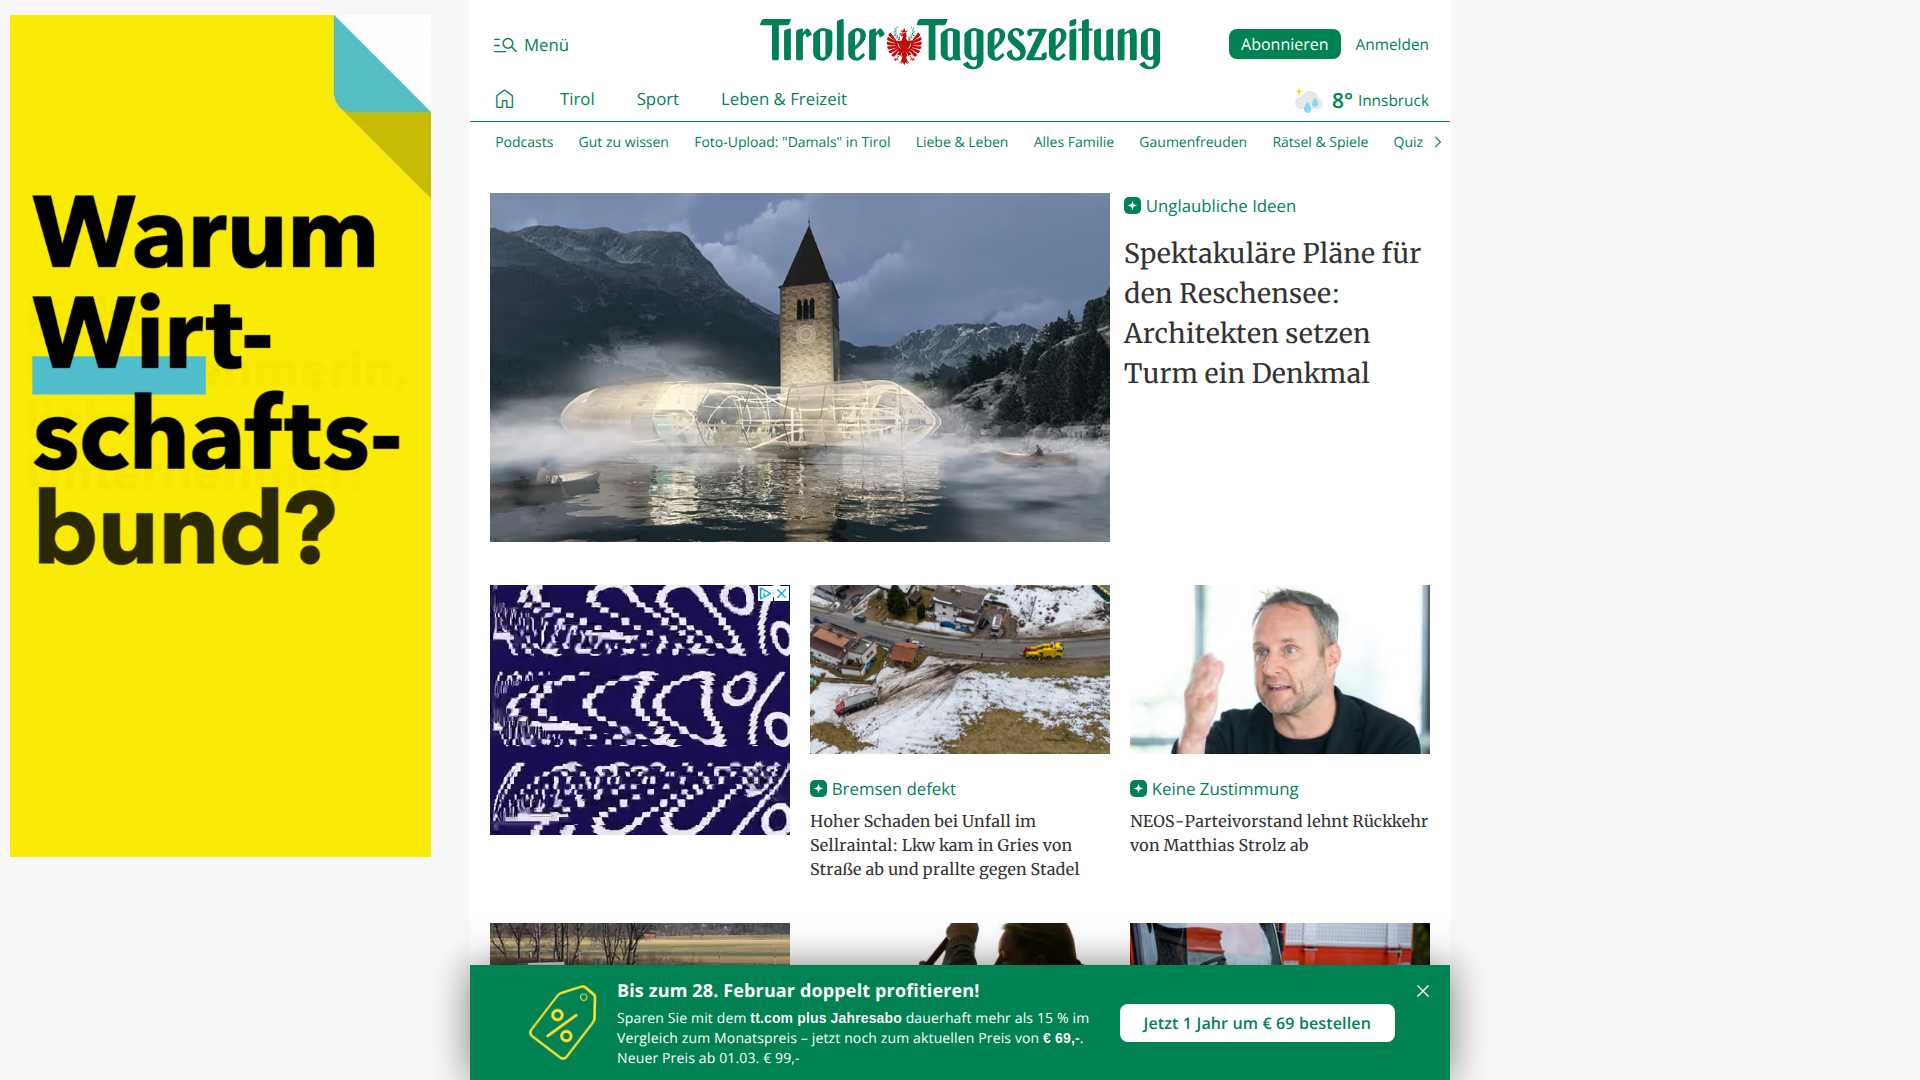 Warum
Wirt-
schafts-
bund?
Menü
Tiroler Tageszeitung
Abonnieren
Anmelden
Tirol
Sport
Leben & Freizeit
8° Innsbruck
Podcasts
Gut zu wissen
Foto-Upload: "Damals" in Tirol
Liebe & Leben
Alles Familie
Gaumenfreuden
Rätsel & Spiele
Quiz
Unglaubliche Ideen
Spektakuläre Pläne für
den Reschensee:
Architekten setzen
Turm ein Denkmal
Bremsen defekt
Hoher Schaden bei Unfall im
Sellraintal: Lkw kam in Gries von
Straße ab und prallte gegen Stadel
Keine Zustimmung
NEOS-Parteivorstand lehnt Rückkehr
von Matthias Strolz ab
Bis zum 28. Februar doppelt profitieren!
Sparen Sie mit dem tt.com plus Jahresabo dauerhaft mehr als 15 % im
Vergleich zum Monatspreis – jetzt noch zum aktuellen Preis von € 69,-.
Neuer Preis ab 01.03. € 99,-
Jetzt 1 Jahr um € 69 bestellen